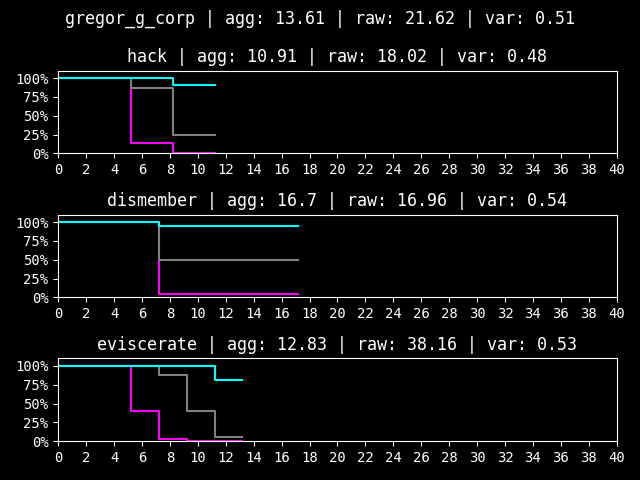 gregor_g_corp | agg: 13.61 | raw: 21.62 | var: 0.51
hack | agg: 10.91 | raw: 18.02 | var: 0.48
100%
75%
50%
25%
0%
0 2 4 6 8 10 12 14 16 18 20 22 24 26 28 30 32 34 36 38 40
dismember | agg: 16.7 | raw: 16.96 | var: 0.54
100%
75%
50%
25%
0%
0 2 4 6 8 10 12 14 16 18 20 22 24 26 28 30 32 34 36 38 40
eviscerate | agg: 12.83 | raw: 38.16 | var: 0.53
100%
75%
50%
25%
0%
0 2 4 6 8 10 12 14 16 18 20 22 24 26 28 30 32 34 36 38 40